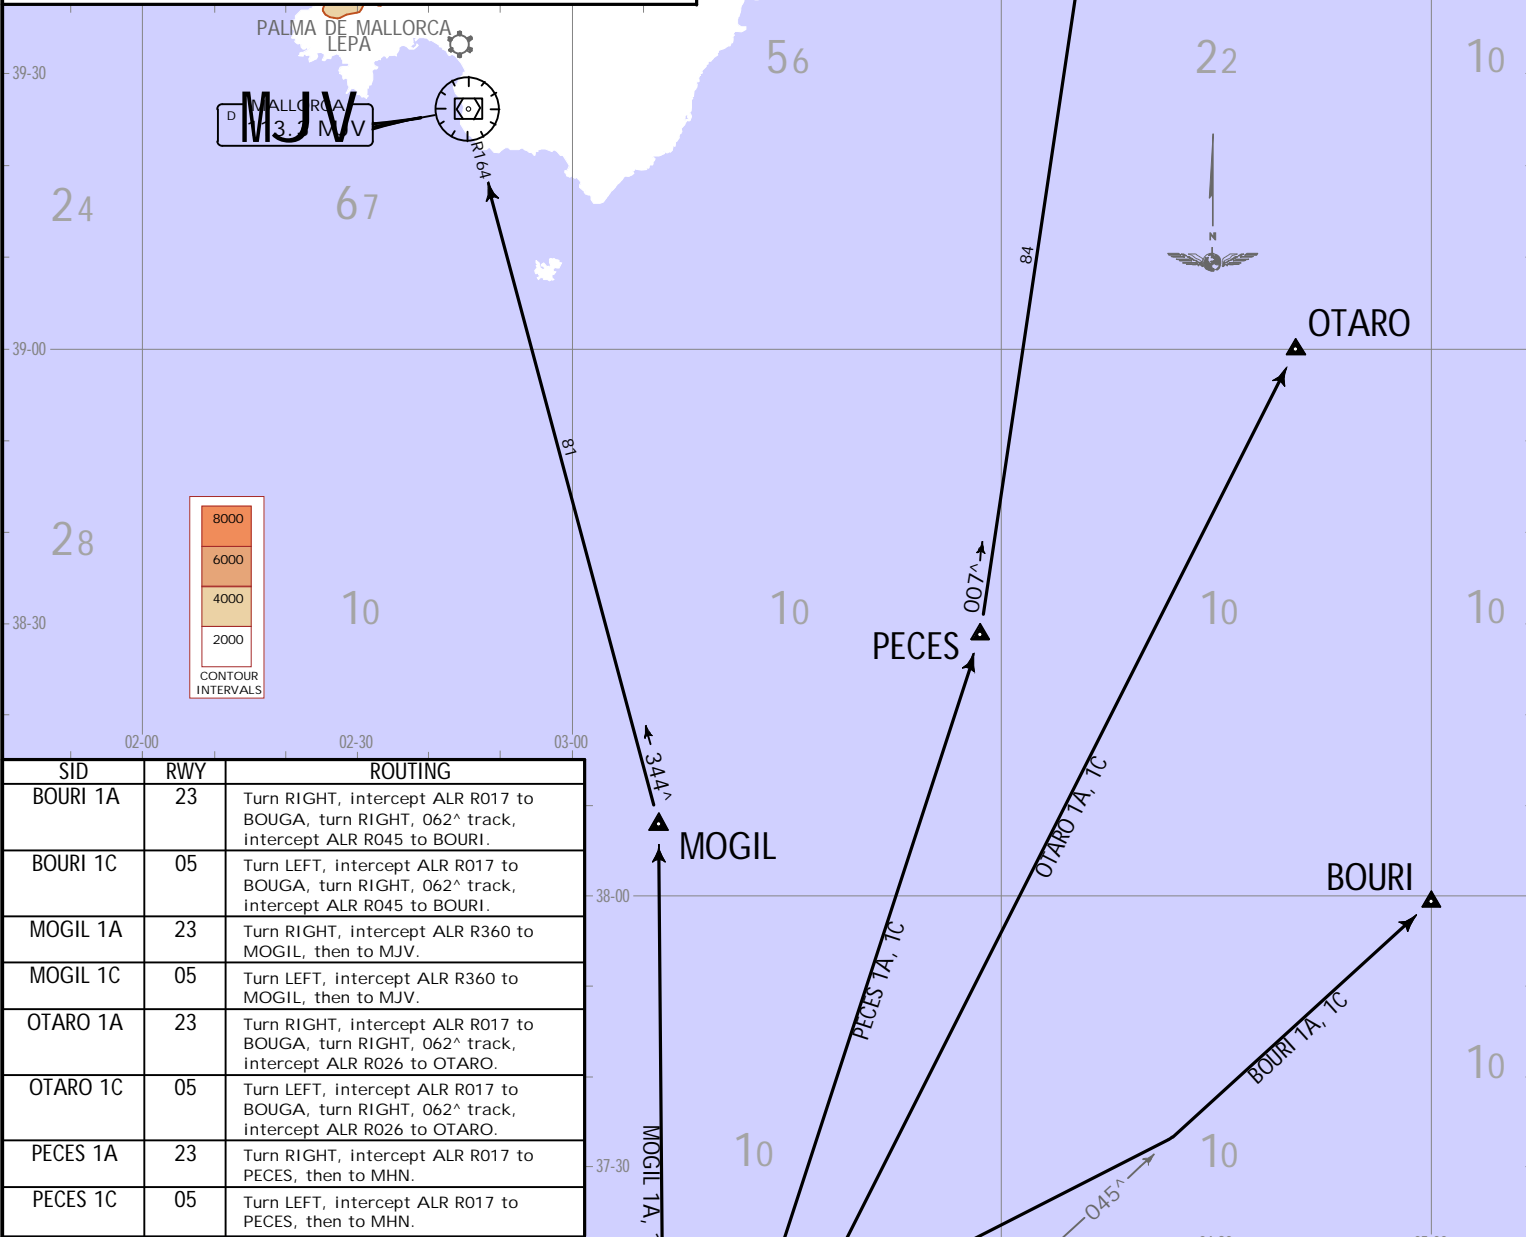 PALMA DE MALLORCA
LEPA
56
22
10
39-30
MJV
D
MALLORCA
113.3 MJV
R164
24
67
84
N
OTARO
39-00
81
28
8000
6000
4000
2000
CONTOUR
INTERVALS
10
10
10
10
38-30
007^
PECES
02-00
02-30
03-00
344^
MOGIL
OTARO 1A, 1C
BOURI
38-00
PECES 1A, 1C
BOURI 1A, 1C
10
MOGIL 1A,
10
10
37-30
045^
SID RWY ROUTING
BOURI 1A 23 Turn RIGHT, intercept ALR R017 to
BOUGA, turn RIGHT, 062^ track,
intercept ALR R045 to BOURI.
BOURI 1C 05 Turn LEFT, intercept ALR R017 to
BOUGA, turn RIGHT, 062^ track,
intercept ALR R045 to BOURI.
MOGIL 1A 23 Turn RIGHT, intercept ALR R360 to
MOGIL, then to MJV.
MOGIL 1C 05 Turn LEFT, intercept ALR R360 to
MOGIL, then to MJV.
OTARO 1A 23 Turn RIGHT, intercept ALR R017 to
BOUGA, turn RIGHT, 062^ track,
intercept ALR R026 to OTARO.
OTARO 1C 05 Turn LEFT, intercept ALR R017 to
BOUGA, turn RIGHT, 062^ track,
intercept ALR R026 to OTARO.
PECES 1A 23 Turn RIGHT, intercept ALR R017 to
PECES, then to MHN.
PECES 1C 05 Turn LEFT, intercept ALR R017 to
PECES, then to MHN.